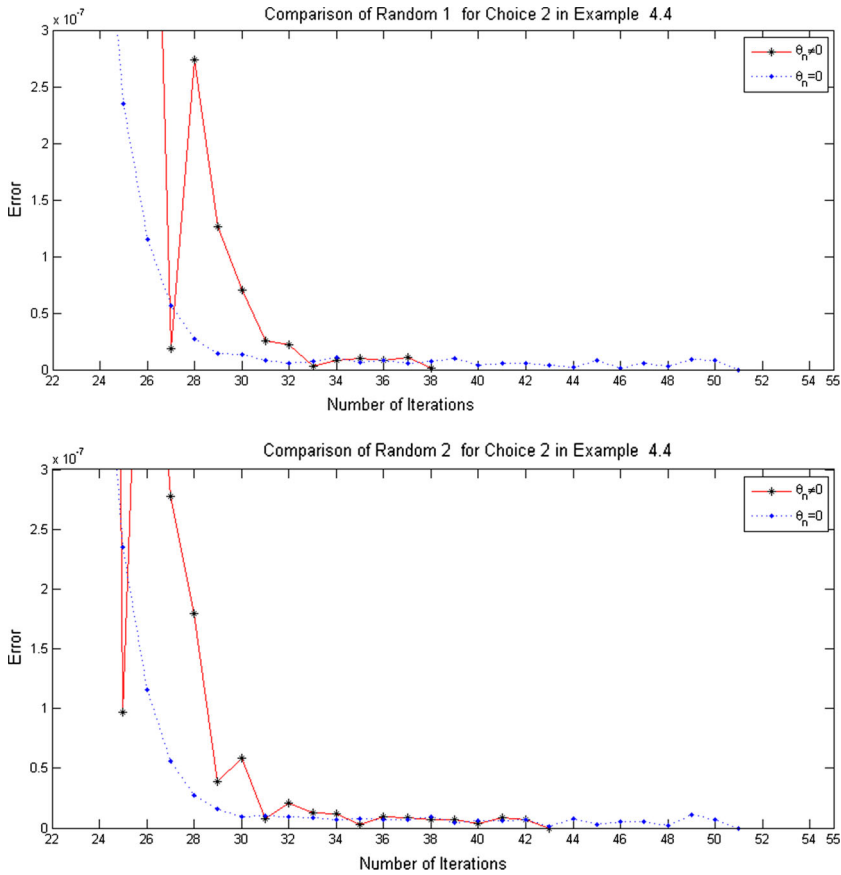 Comparison of Random 1 for Choice 2 in Example 4.4
x 10^-7
3
2.5
2
1.5
1
0.5
0
Error
θ_n≠0
θ_n=0
22 24 26 28 30 32 34 36 38 40 42 44 46 48 50 52 54 55
Number of Iterations
Comparison of Random 2 for Choice 2 in Example 4.4
x 10^-7
3
2.5
2
1.5
1
0.5
0
Error
θ_n≠0
θ_n=0
22 24 26 28 30 32 34 36 38 40 42 44 46 48 50 52 54 55
Number of Iterations